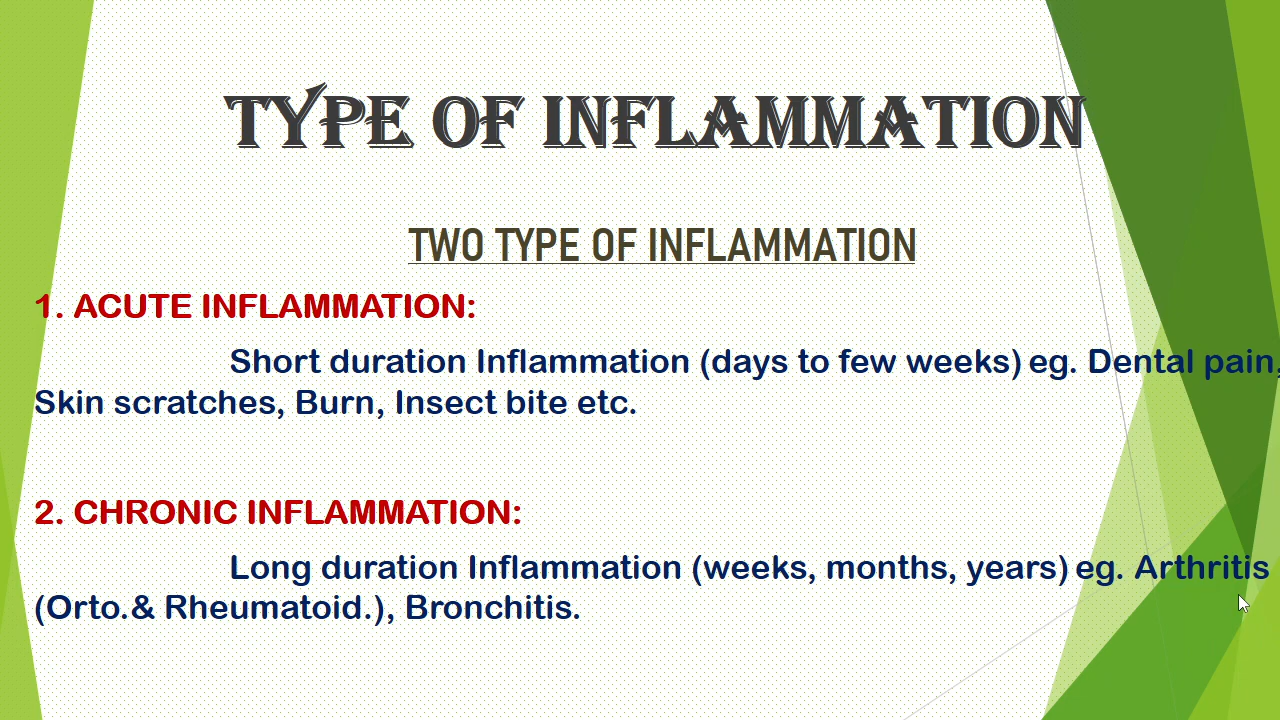 TYPE OF INFLAMMATION
TWO TYPE OF INFLAMMATION
1. ACUTE INFLAMMATION:
Short duration Inflammation (days to few weeks) eg. Dental pain,
Skin scratches, Burn, Insect bite etc.
2. CHRONIC INFLAMMATION:
Long duration Inflammation (weeks, months, years) eg. Arthritis
(Orto.& Rheumatoid.), Bronchitis.